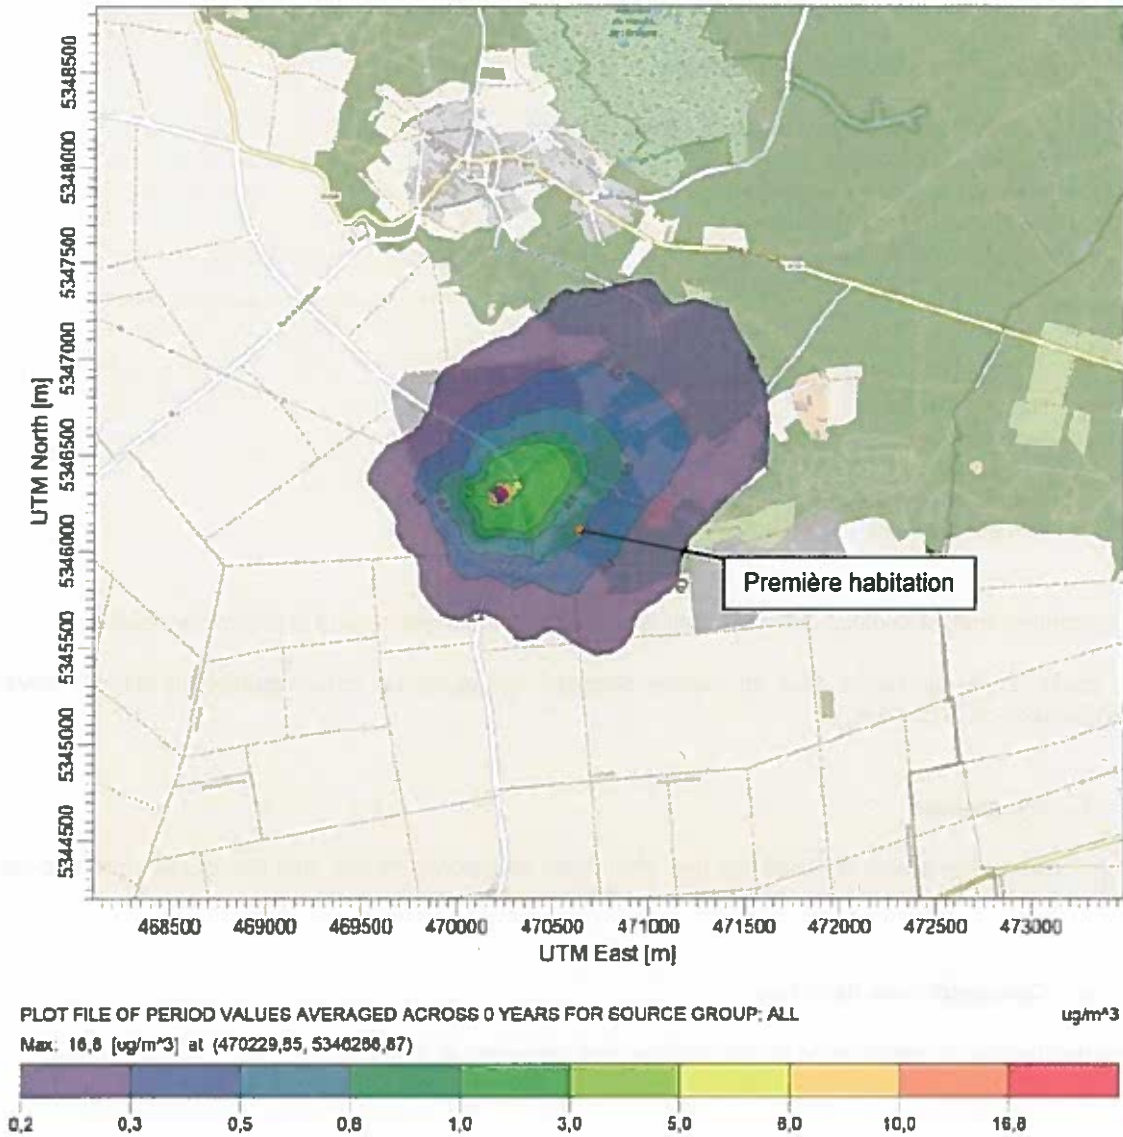 5348500
5348000
5347500
5347000
5346500
5346000
5345500
5345000
5344500
UTM North [m]
Première habitation
468500 469000 469500 470000 470500 471000 471500 472000 472500 473000
UTM East [m]
PLOT FILE OF PERIOD VALUES AVERAGED ACROSS 0 YEARS FOR SOURCE GROUP: ALL ug/m^3
Max: 16,8 [ug/m^3] at (470229,85, 5346286,87)
0,2 0,3 0,5 0,8 1,0 3,0 5,0 8,0 10,0 16,8